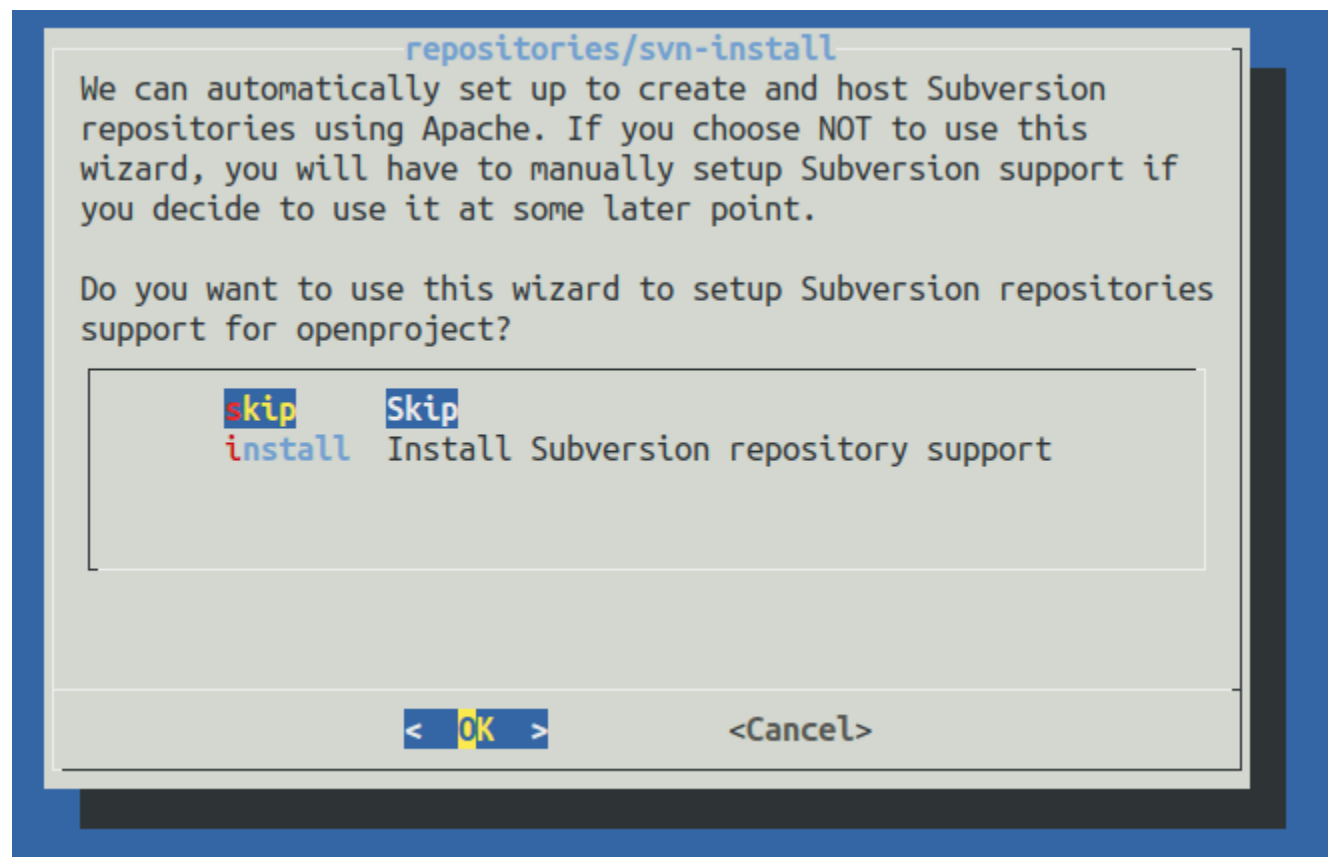 repositories/svn-install
We can automatically set up to create and host Subversion
repositories using Apache. If you choose NOT to use this
wizard, you will have to manually setup Subversion support if
you decide to use it at some later point.
Do you want to use this wizard to setup Subversion repositories
support for openproject?
skip Skip
install Install Subversion repository support
< OK > <Cancel>